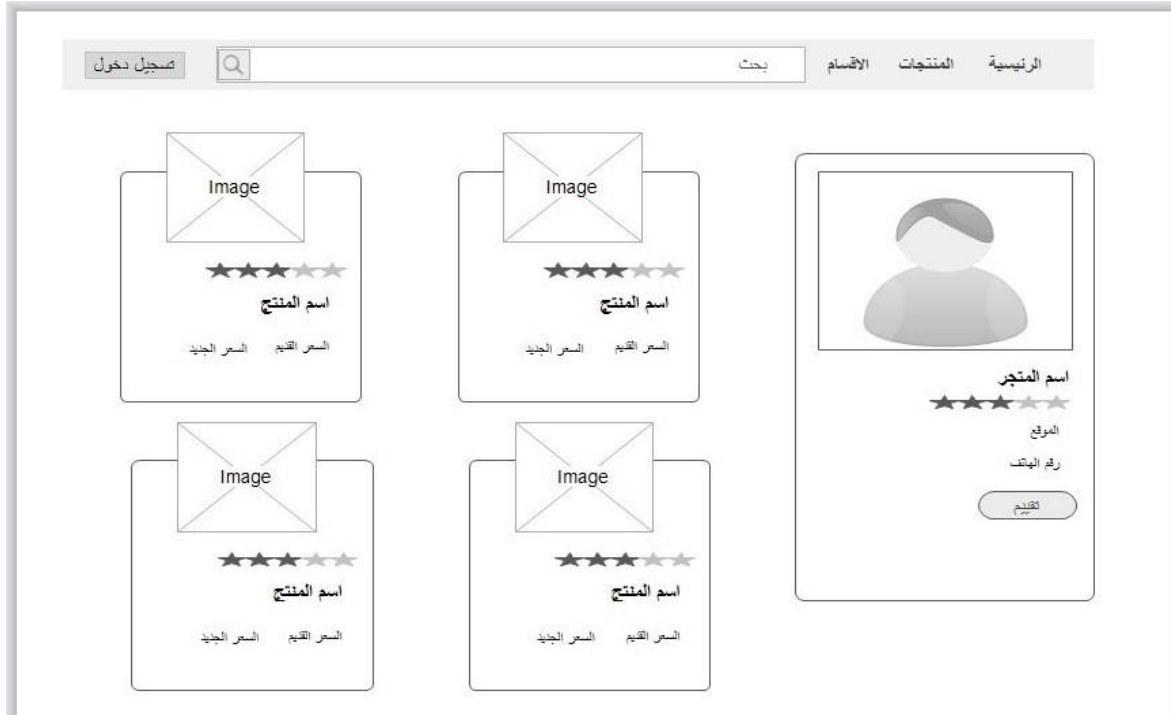 الرئيسية المنتجات الاقسام بحث تسجيل دخول
اسم المتجر
الموقع
رقم الهاتف
تقييم
Image
اسم المنتج
السعر القديم السعر الجديد
Image
اسم المنتج
السعر القديم السعر الجديد
Image
اسم المنتج
السعر القديم السعر الجديد
Image
اسم المنتج
السعر القديم السعر الجديد